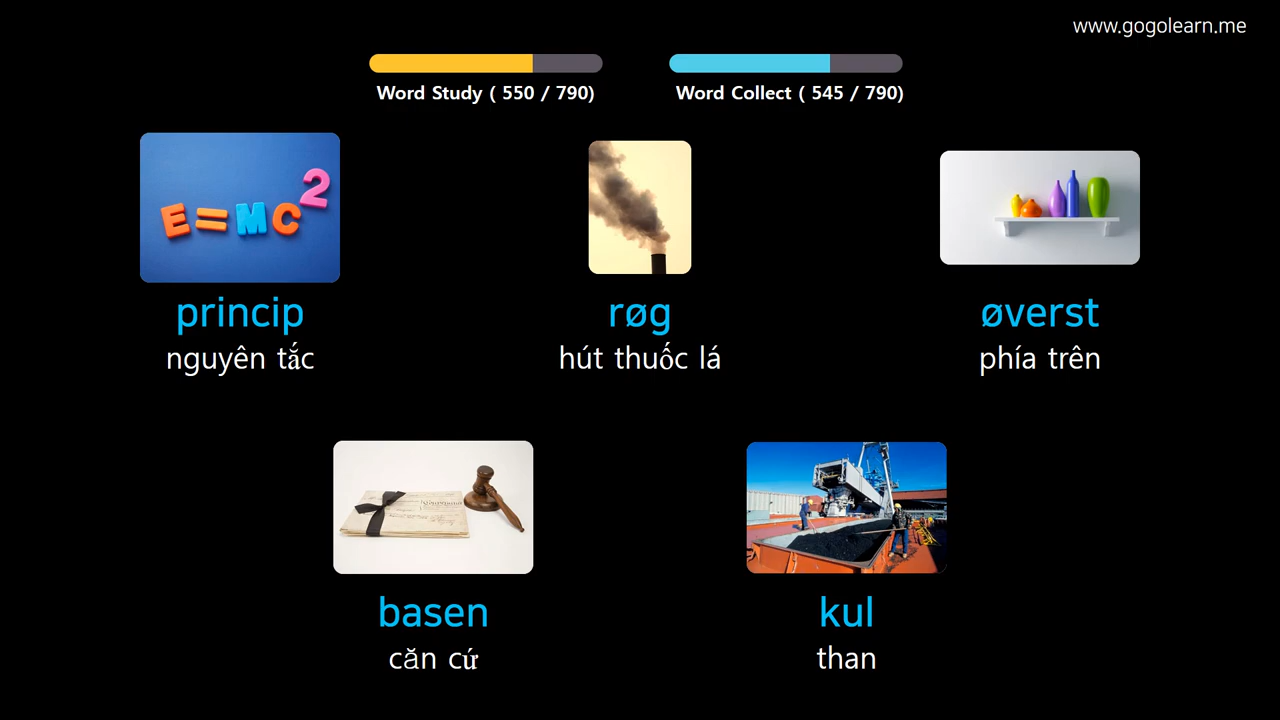 www.gogolearn.me
Word Study ( 550 / 790)
Word Collect ( 545 / 790)
E=MC2
princip
nguyên tắc
røg
hút thuốc lá
øverst
phía trên
basen
căn cứ
kul
than